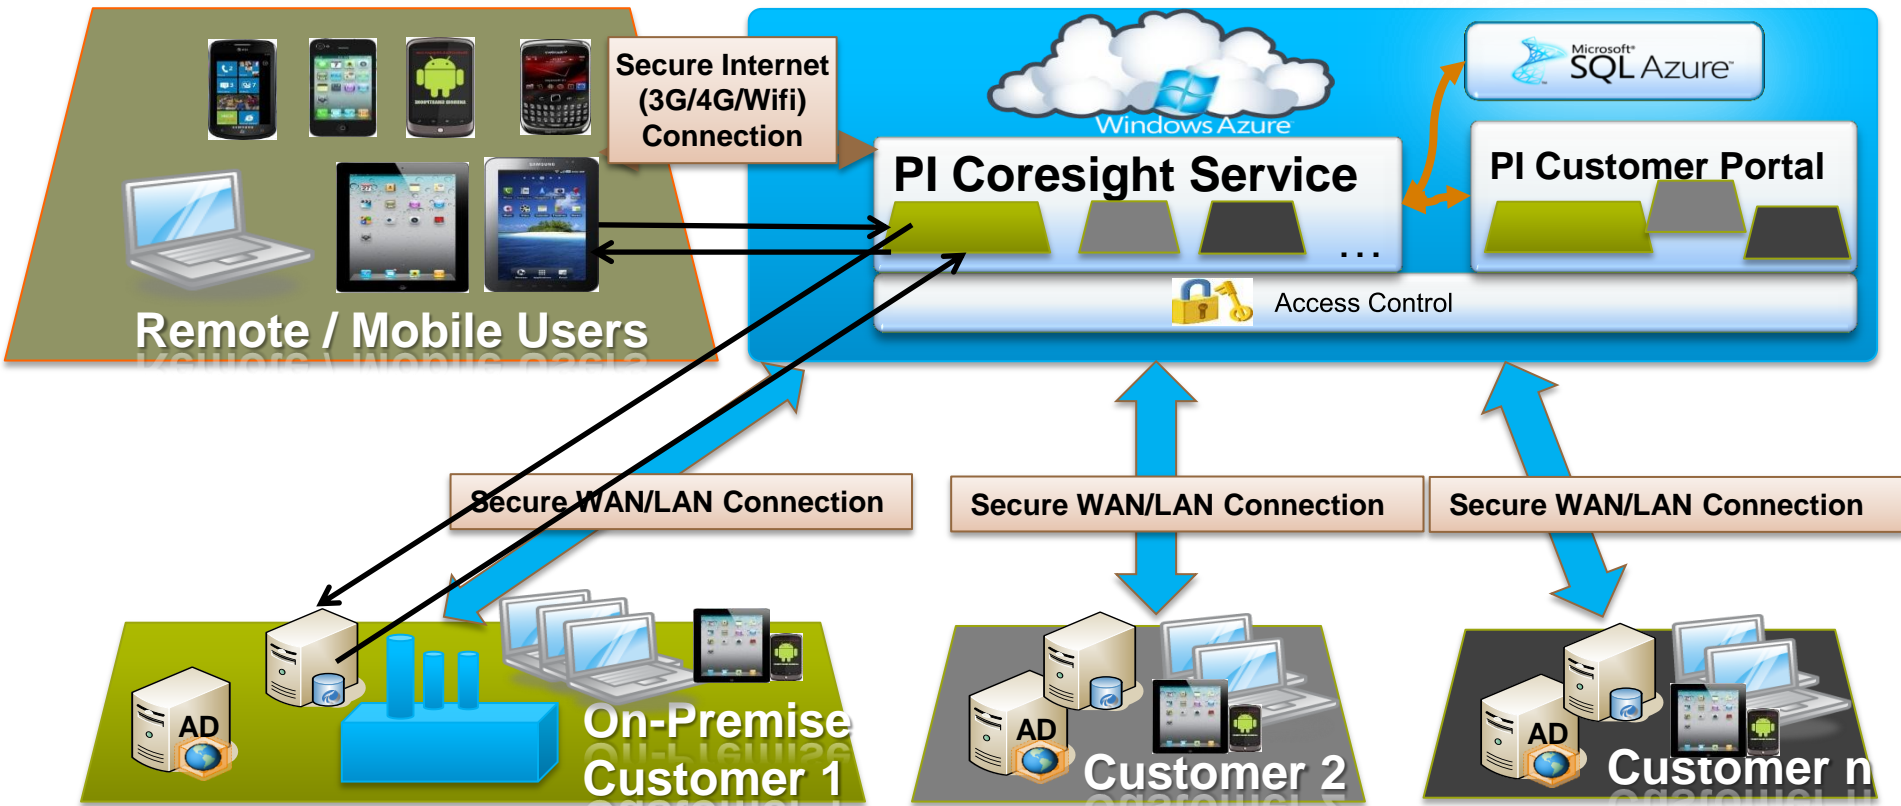 Secure Internet
(3G/4G/Wifi)
Connection
Windows Azure
Microsoft®
SQL Azure™
PI Coresight Service
PI Customer Portal
...
Access Control
SAMSUNG
Remote / Mobile Users
Secure WAN/LAN Connection
Secure WAN/LAN Connection
Secure WAN/LAN Connection
AD
On-Premise
Customer 1
AD
Customer 2
AD
Customer n